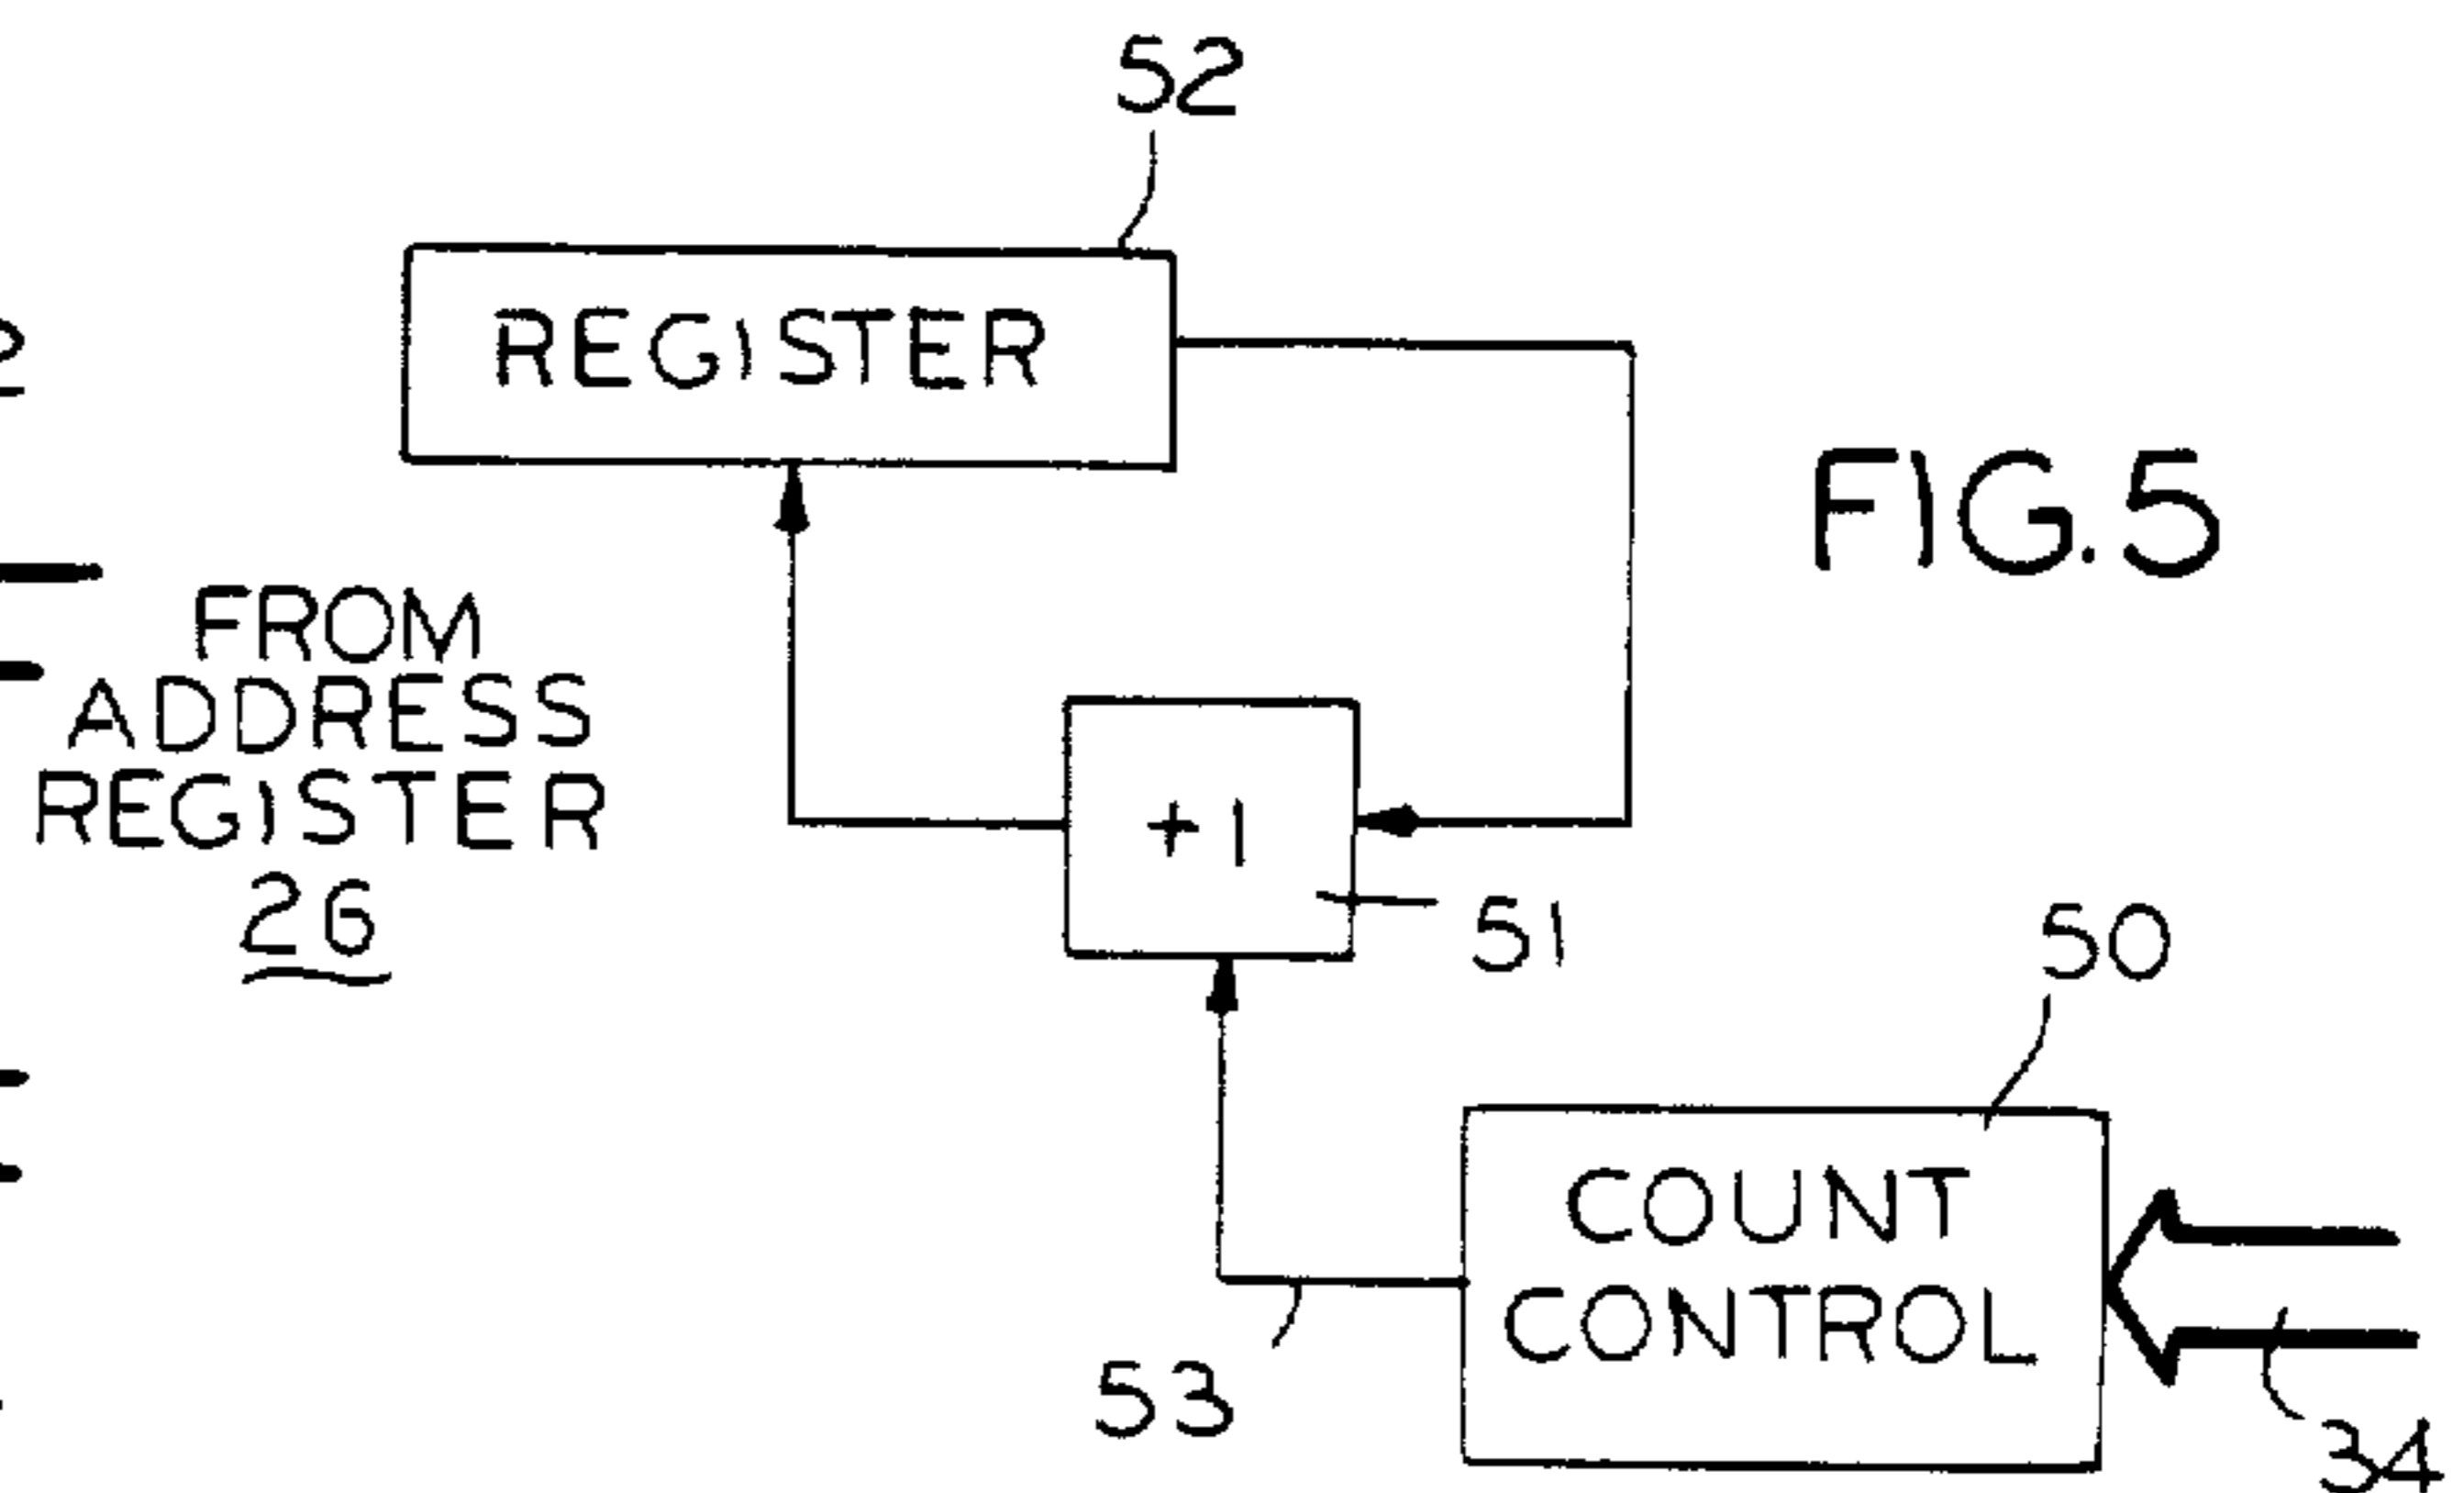 52
REGISTER
FIG.5
FROM
ADDRESS
REGISTER
26
+1
51
50
COUNT
CONTROL
53
34